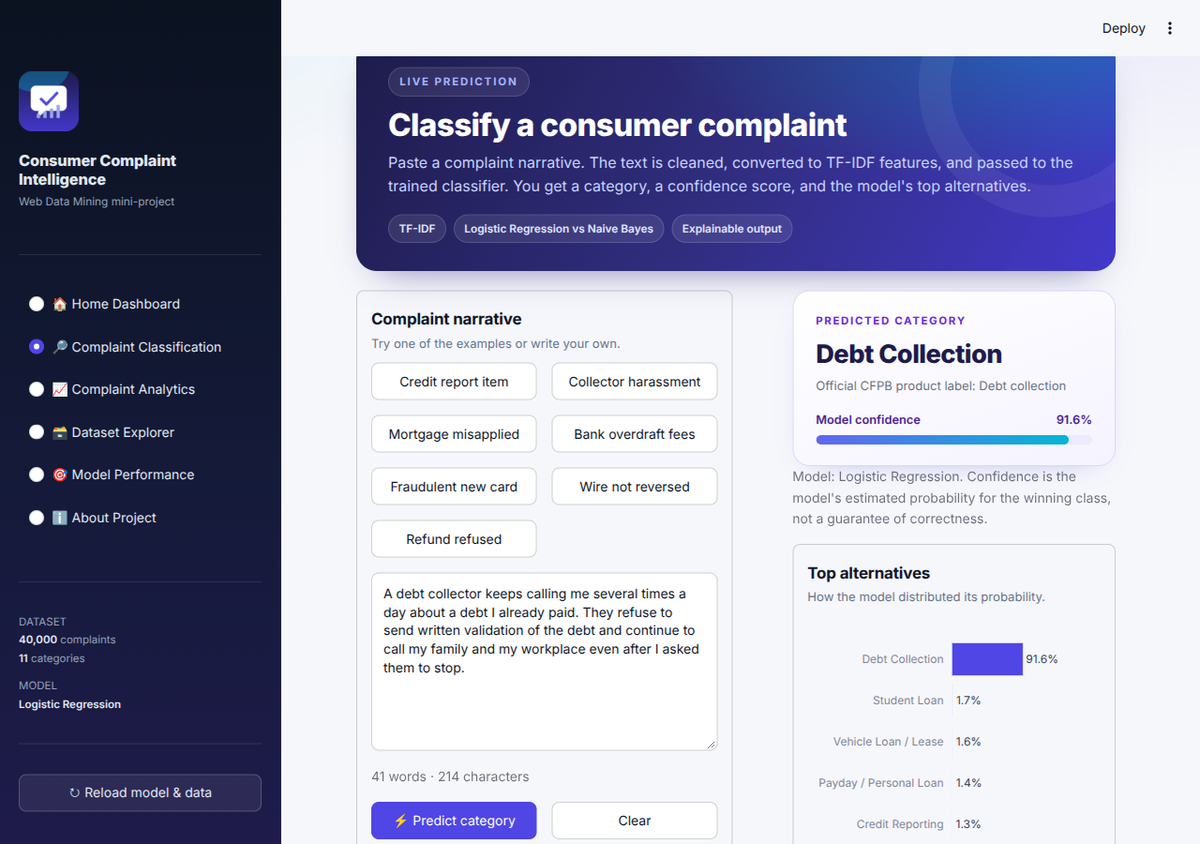 Deploy
Consumer Complaint
Intelligence
Web Data Mining mini-project
Home Dashboard
Complaint Classification
Complaint Analytics
Dataset Explorer
Model Performance
About Project
DATASET
40,000 complaints
11 categories
MODEL
Logistic Regression
↻ Reload model & data
LIVE PREDICTION
Classify a consumer complaint
Paste a complaint narrative. The text is cleaned, converted to TF-IDF features, and passed to the
trained classifier. You get a category, a confidence score, and the model's top alternatives.
TF-IDF
Logistic Regression vs Naive Bayes
Explainable output
Complaint narrative
Try one of the examples or write your own.
Credit report item
Collector harassment
Mortgage misapplied
Bank overdraft fees
Fraudulent new card
Wire not reversed
Refund refused
A debt collector keeps calling me several times a
day about a debt I already paid. They refuse to
send written validation of the debt and continue to
call my family and my workplace even after I asked
them to stop.
41 words · 214 characters
⚡ Predict category
Clear
PREDICTED CATEGORY
Debt Collection
Official CFPB product label: Debt collection
Model confidence 91.6%
Model: Logistic Regression. Confidence is the
model's estimated probability for the winning class,
not a guarantee of correctness.
Top alternatives
How the model distributed its probability.
Debt Collection 91.6%
Student Loan 1.7%
Vehicle Loan / Lease 1.6%
Payday / Personal Loan 1.4%
Credit Reporting 1.3%